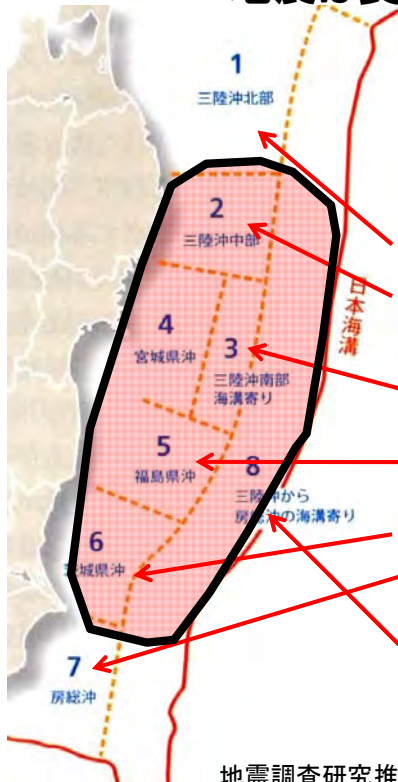 1
三陸沖北部
2
三陸沖中部
日本海溝
4
宮城県沖
3
三陸沖南部
海溝寄り
5
福島県沖
8
三陸沖から
房総沖の海溝寄り
6
茨城県沖
7
房総沖
地震調査研究推